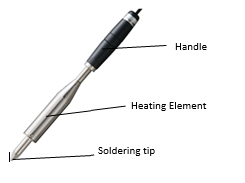 Handle
Heating Element
Soldering tip